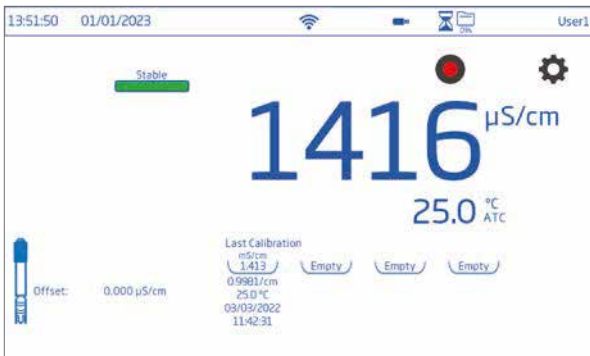 13:51:50 01/01/2023 User1
Stable
1416 µS/cm
25.0 °C
ATC
Last Calibration
mS/cm
1.413 Empty Empty Empty
0.9981/cm
25.0 °C
03/03/2022
11:42:31
Offset: 0.000 µS/cm